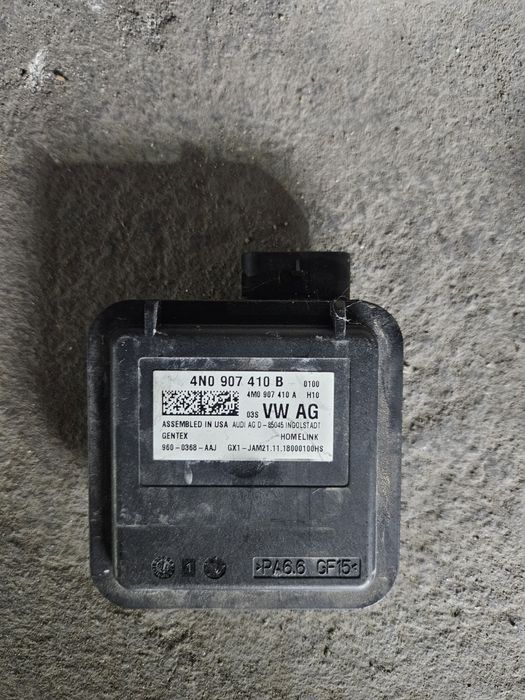 4N0 907 410 B 0100
4M0 907 410 A H10
03S VW AG
ASSEMBLED IN USA AUDI AG D-85045 INGOLSTADT
GENTEX HOMELINK
960-0368-AAJ GX1-JAM21.11.18000100HS
1 >PA6.6 GF15<